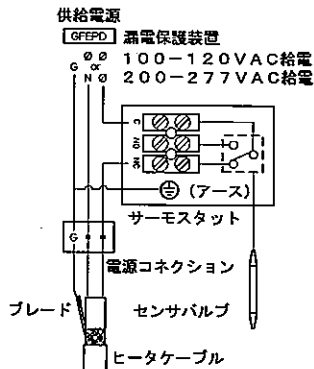 供給電源
GFEPD 漏電保護装置
Ø Ø 100-120VAC給電
G or
N Ø 200-277VAC給電
C
NO
NC
(アース)
サーモスタット
G
電源コネクション
ブレード センサバルブ
ヒータケーブル